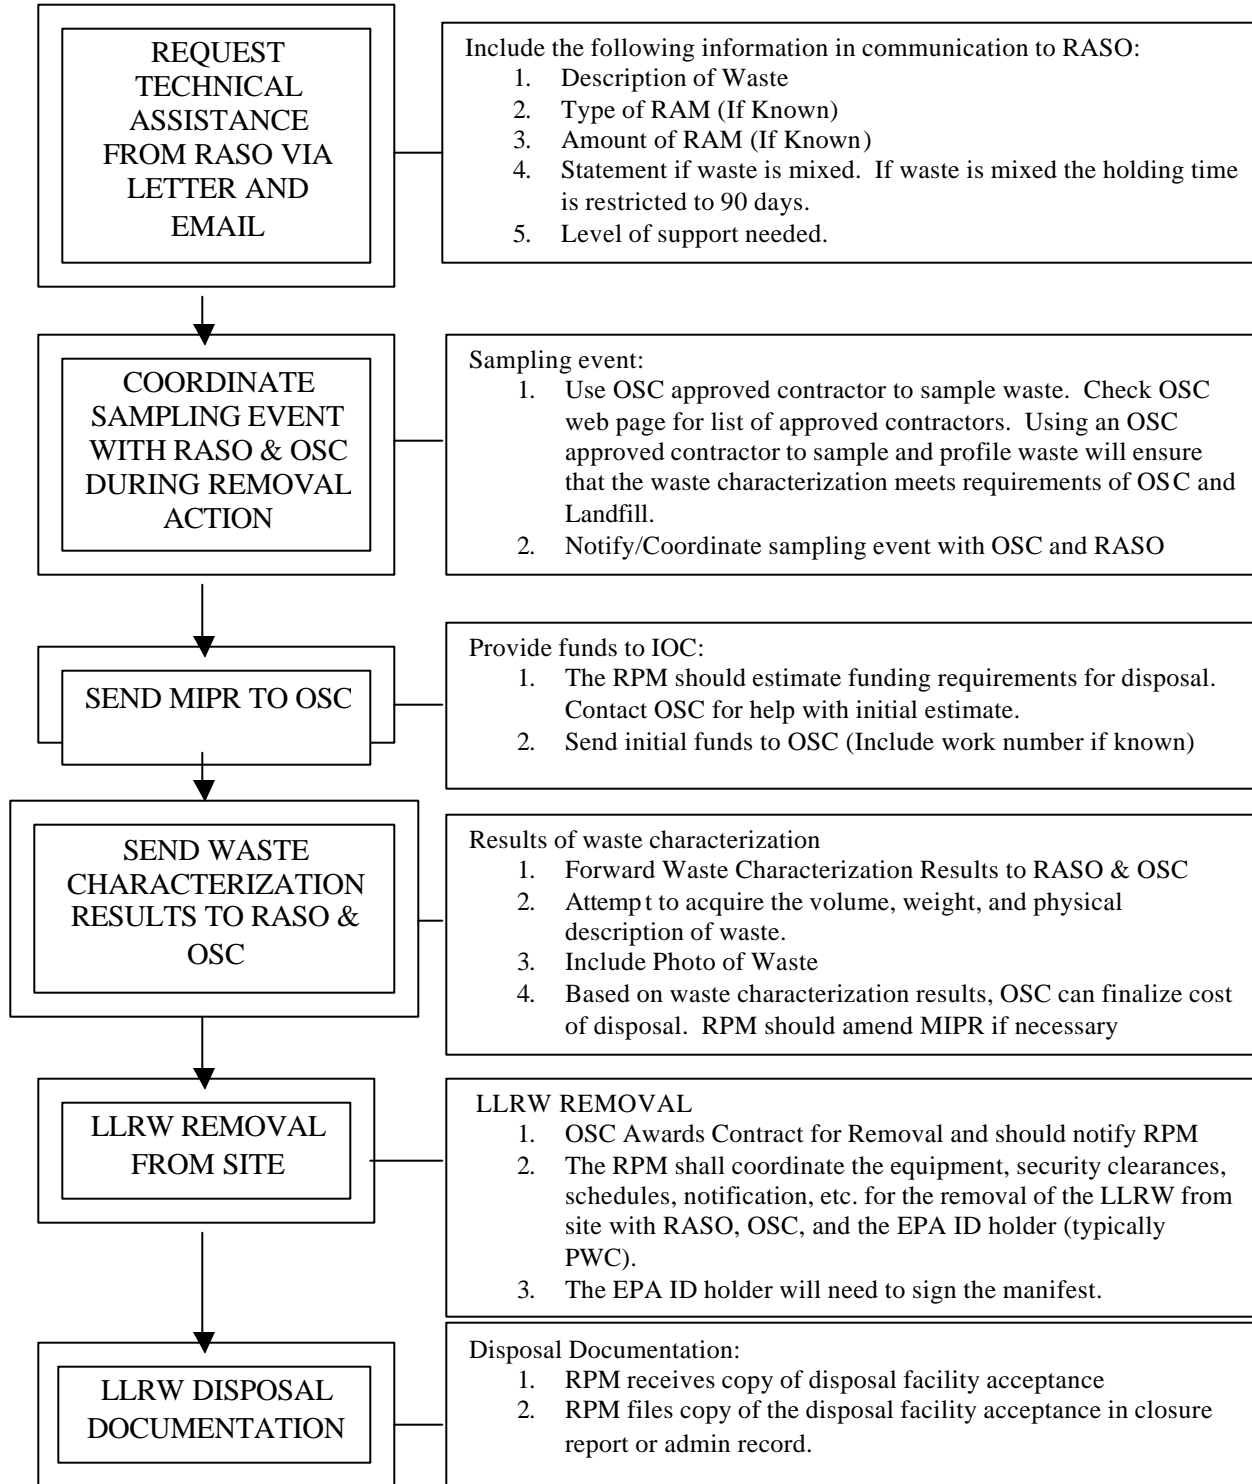 REQUEST
TECHNICAL
ASSISTANCE
FROM RASO VIA
LETTER AND
EMAIL
Include the following information in communication to RASO:
1. Description of Waste
2. Type of RAM (If Known)
3. Amount of RAM (If Known)
4. Statement if waste is mixed. If waste is mixed the holding time
is restricted to 90 days.
5. Level of support needed.
COORDINATE
SAMPLING EVENT
WITH RASO & OSC
DURING REMOVAL
ACTION
Sampling event:
1. Use OSC approved contractor to sample waste. Check OSC
web page for list of approved contractors. Using an OSC
approved contractor to sample and profile waste will ensure
that the waste characterization meets requirements of OSC and
Landfill.
2. Notify/Coordinate sampling event with OSC and RASO
SEND MIPR TO OSC
Provide funds to IOC:
1. The RPM should estimate funding requirements for disposal.
Contact OSC for help with initial estimate.
2. Send initial funds to OSC (Include work number if known)
SEND WASTE
CHARACTERIZATION
RESULTS TO RASO &
OSC
Results of waste characterization
1. Forward Waste Characterization Results to RASO & OSC
2. Attempt to acquire the volume, weight, and physical
description of waste.
3. Include Photo of Waste
4. Based on waste characterization results, OSC can finalize cost
of disposal. RPM should amend MIPR if necessary
LLRW REMOVAL
FROM SITE
LLRW REMOVAL
1. OSC Awards Contract for Removal and should notify RPM
2. The RPM shall coordinate the equipment, security clearances,
schedules, notification, etc. for the removal of the LLRW from
site with RASO, OSC, and the EPA ID holder (typically
PWC).
3. The EPA ID holder will need to sign the manifest.
LLRW DISPOSAL
DOCUMENTATION
Disposal Documentation:
1. RPM receives copy of disposal facility acceptance
2. RPM files copy of the disposal facility acceptance in closure
report or admin record.